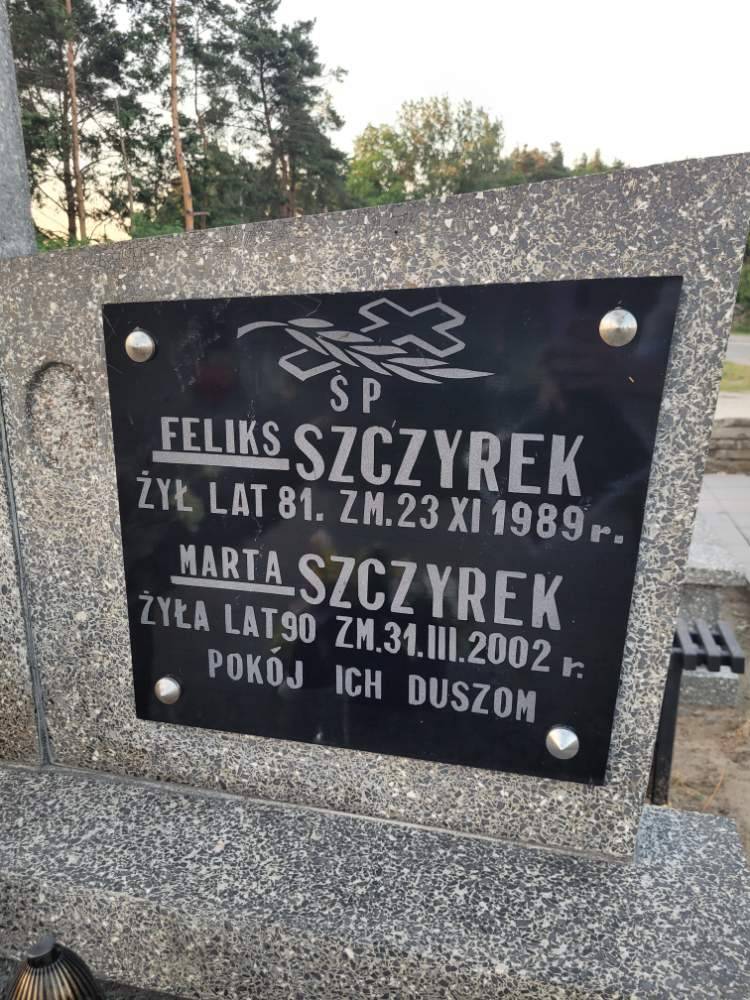 ŚP
FELIKS SZCZYREK
ŻYŁ LAT 81. ZM. 23 XI 1989 r.
MARTA SZCZYREK
ŻYŁA LAT 90 ZM. 31. III. 2002 r.
POKÓJ ICH DUSZOM